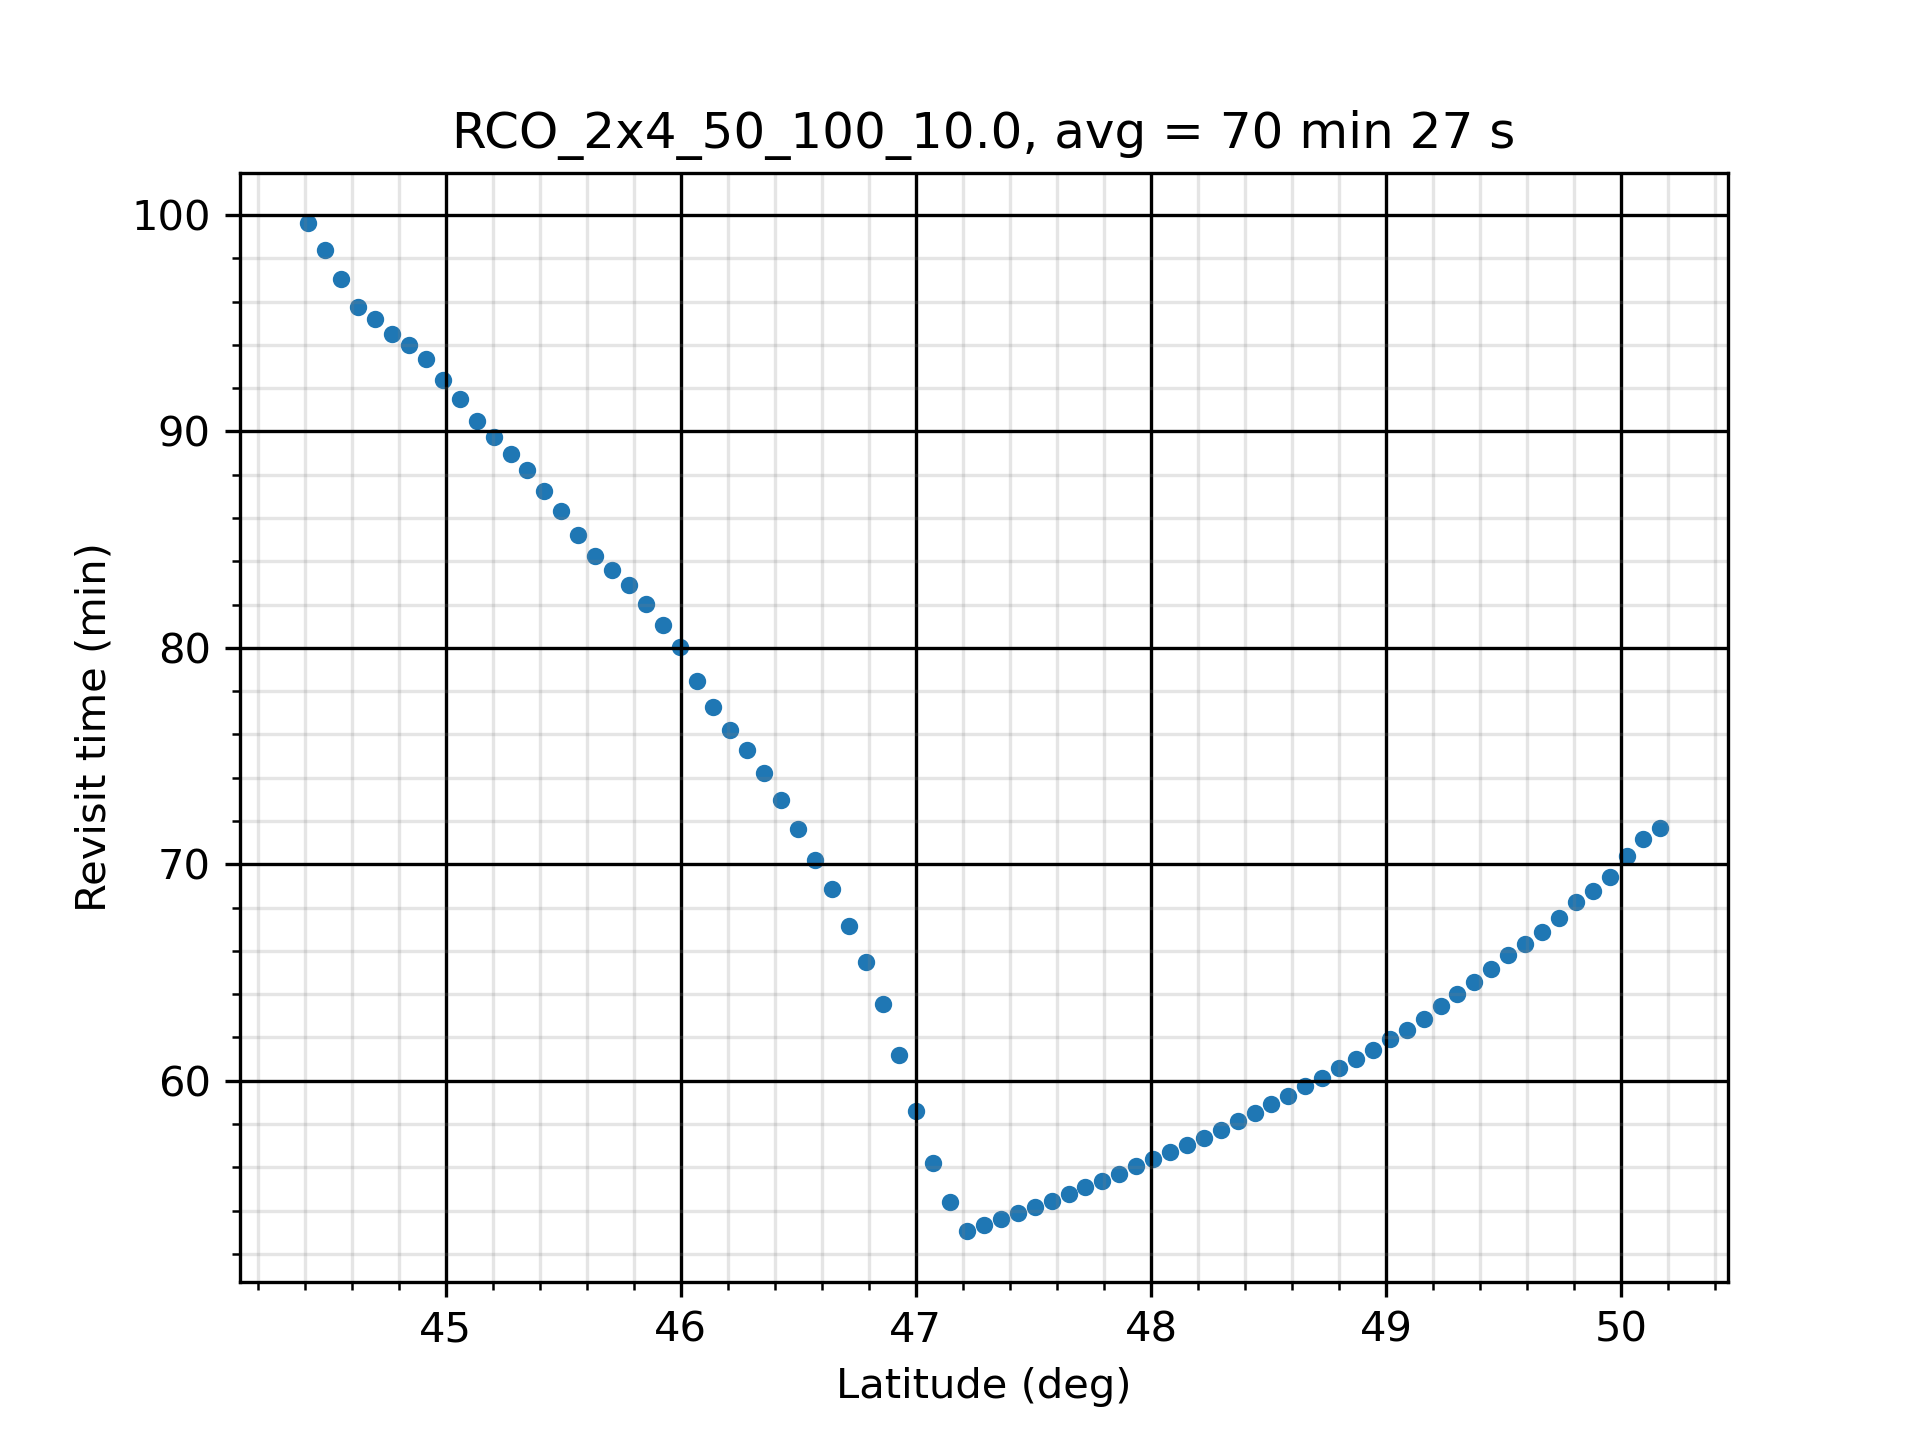 RCO_2x4_50_100_10.0, avg = 70 min 27 s
100
90
80
70
60
Revisit time (min)
45 46 47 48 49 50
Latitude (deg)